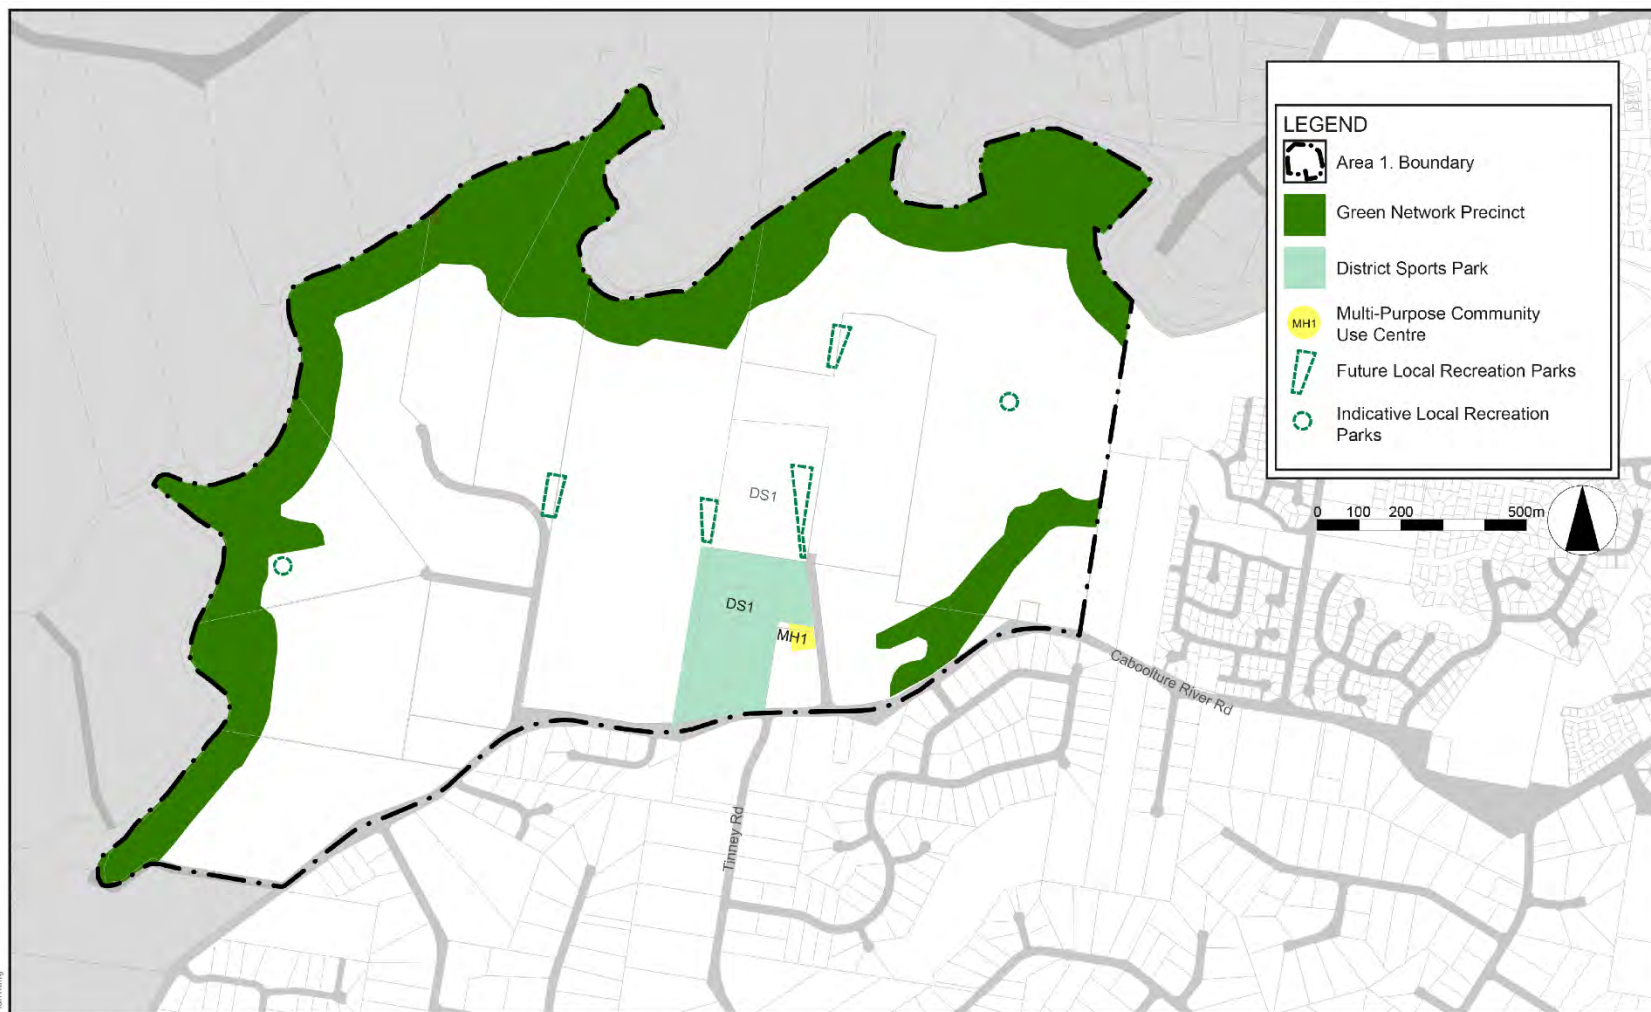 LEGEND
Area 1. Boundary
Green Network Precinct
District Sports Park
MH1
Multi-Purpose Community
Use Centre
Future Local Recreation Parks
Indicative Local Recreation
Parks
0 100 200 500m
DS1
DS1
MH1
Caboolture River Rd
Tinney Rd